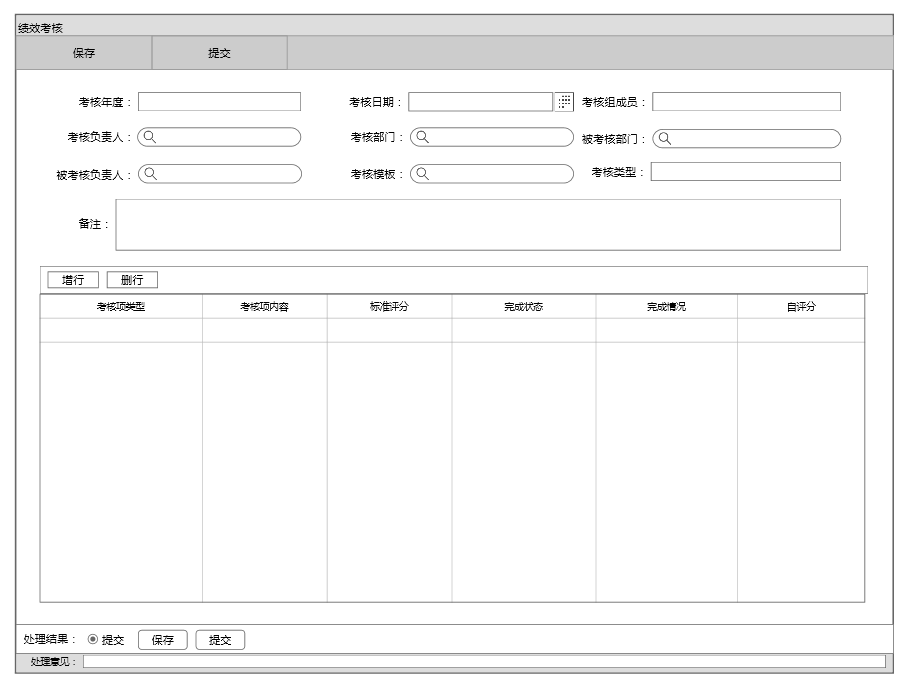 绩效考核
保存 提交
考核年度： 考核日期： 考核组成员：
考核负责人： 考核部门： 被考核部门：
被考核负责人： 考核模板： 考核类型：
备注：
增行 删行
考核项类型 考核项内容 标准评分 完成状态 完成情况 自评分
处理结果： 提交 保存 提交
处理意见：